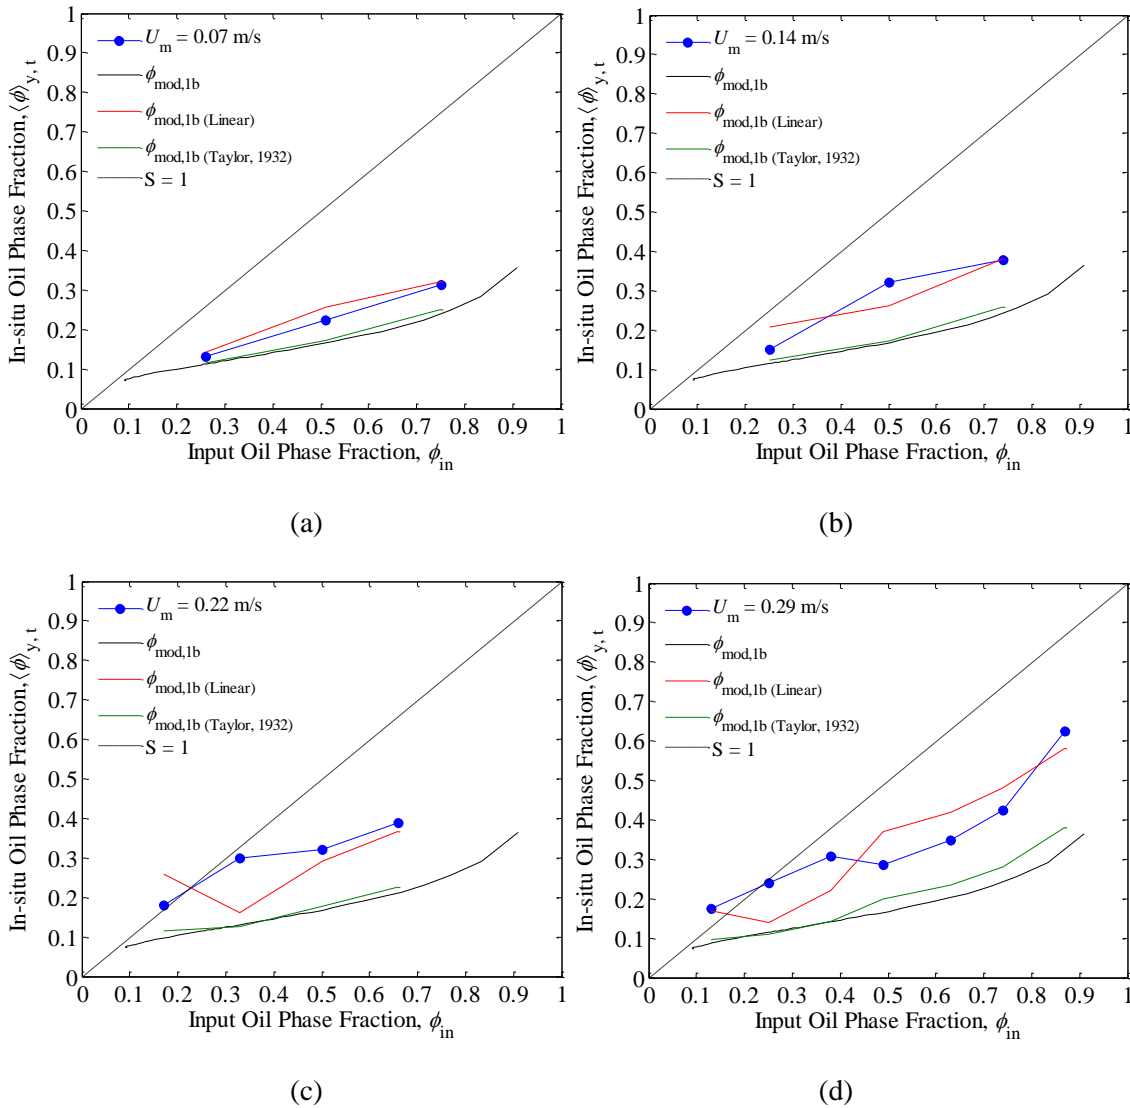 1
0.9
0.8
0.7
0.6
0.5
0.4
0.3
0.2
0.1
0
In-situ Oil Phase Fraction, ⟨ϕ̂⟩y, t
U_m = 0.07 m/s
ϕ_mod,1b
ϕ_mod,1b (Linear)
ϕ_mod,1b (Taylor, 1932)
S = 1
0 0.1 0.2 0.3 0.4 0.5 0.6 0.7 0.8 0.9 1
Input Oil Phase Fraction, ϕ_in
(a)
1
0.9
0.8
0.7
0.6
0.5
0.4
0.3
0.2
0.1
0
In-situ Oil Phase Fraction, ⟨ϕ̂⟩y, t
U_m = 0.14 m/s
ϕ_mod,1b
ϕ_mod,1b (Linear)
ϕ_mod,1b (Taylor, 1932)
S = 1
0 0.1 0.2 0.3 0.4 0.5 0.6 0.7 0.8 0.9 1
Input Oil Phase Fraction, ϕ_in
(b)
1
0.9
0.8
0.7
0.6
0.5
0.4
0.3
0.2
0.1
0
In-situ Oil Phase Fraction, ⟨ϕ̂⟩y, t
U_m = 0.22 m/s
ϕ_mod,1b
ϕ_mod,1b (Linear)
ϕ_mod,1b (Taylor, 1932)
S = 1
0 0.1 0.2 0.3 0.4 0.5 0.6 0.7 0.8 0.9 1
Input Oil Phase Fraction, ϕ_in
(c)
1
0.9
0.8
0.7
0.6
0.5
0.4
0.3
0.2
0.1
0
In-situ Oil Phase Fraction, ⟨ϕ̂⟩y, t
U_m = 0.29 m/s
ϕ_mod,1b
ϕ_mod,1b (Linear)
ϕ_mod,1b (Taylor, 1932)
S = 1
0 0.1 0.2 0.3 0.4 0.5 0.6 0.7 0.8 0.9 1
Input Oil Phase Fraction, ϕ_in
(d)